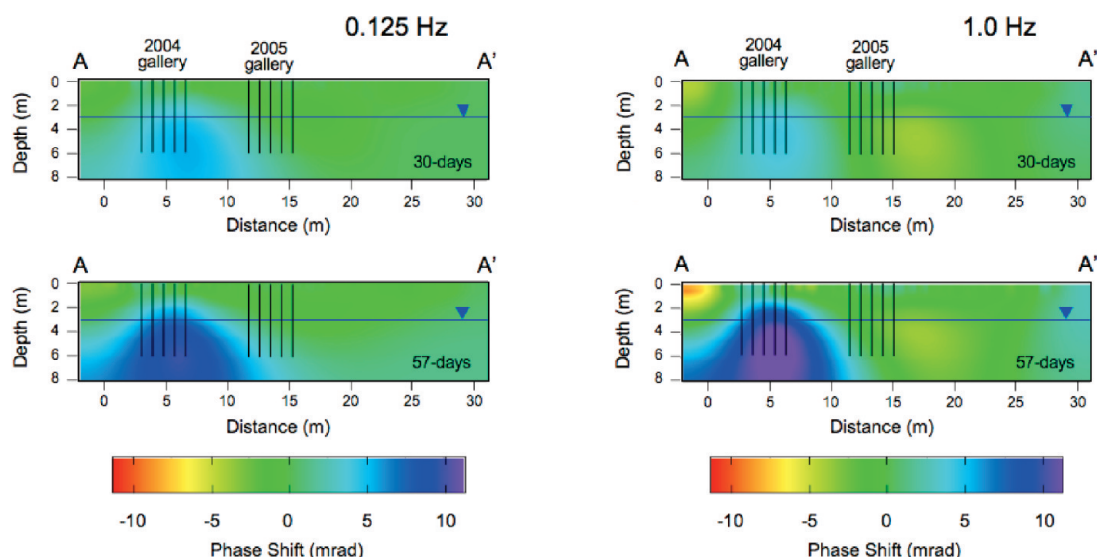 0.125 Hz
1.0 Hz
A
2004
gallery
2005
gallery
A'
0
2
4
6
8
Depth (m)
30-days
0 5 10 15 20 25 30
Distance (m)
A
2004
gallery
2005
gallery
A'
0
2
4
6
8
Depth (m)
30-days
0 5 10 15 20 25 30
Distance (m)
A
A'
0
2
4
6
8
Depth (m)
57-days
0 5 10 15 20 25 30
Distance (m)
A
A'
0
2
4
6
8
Depth (m)
57-days
0 5 10 15 20 25 30
Distance (m)
-10 -5 0 5 10
Phase Shift (mrad)
-10 -5 0 5 10
Phase Shift (mrad)